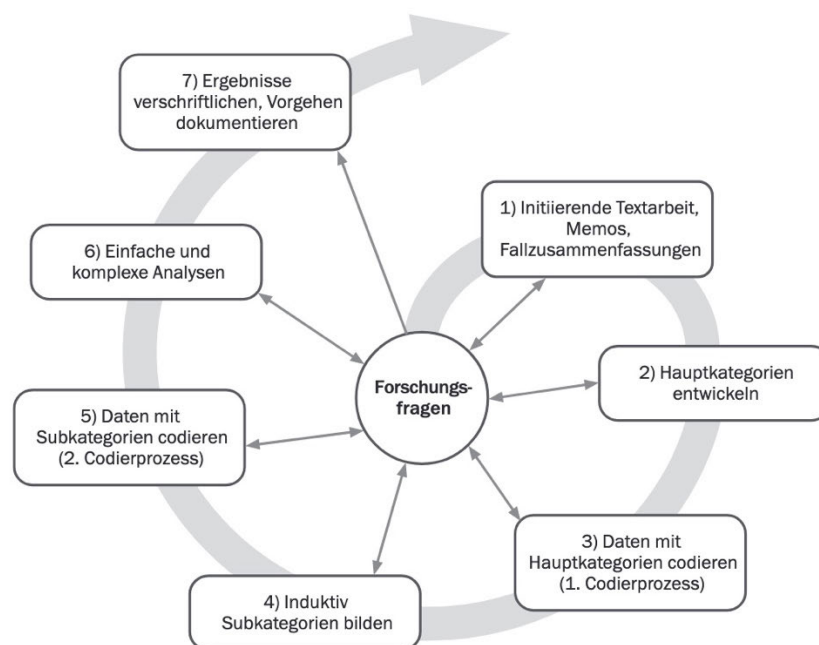 1) Initiierende Textarbeit,
Memos,
Fallzusammenfassungen
2) Hauptkategorien
entwickeln
3) Daten mit
Hauptkategorien codieren
(1. Codierprozess)
4) Induktiv
Subkategorien bilden
5) Daten mit
Subkategorien codieren
(2. Codierprozess)
6) Einfache und
komplexe Analysen
7) Ergebnisse
verschriftlichen, Vorgehen
dokumentieren
Forschungs-
fragen